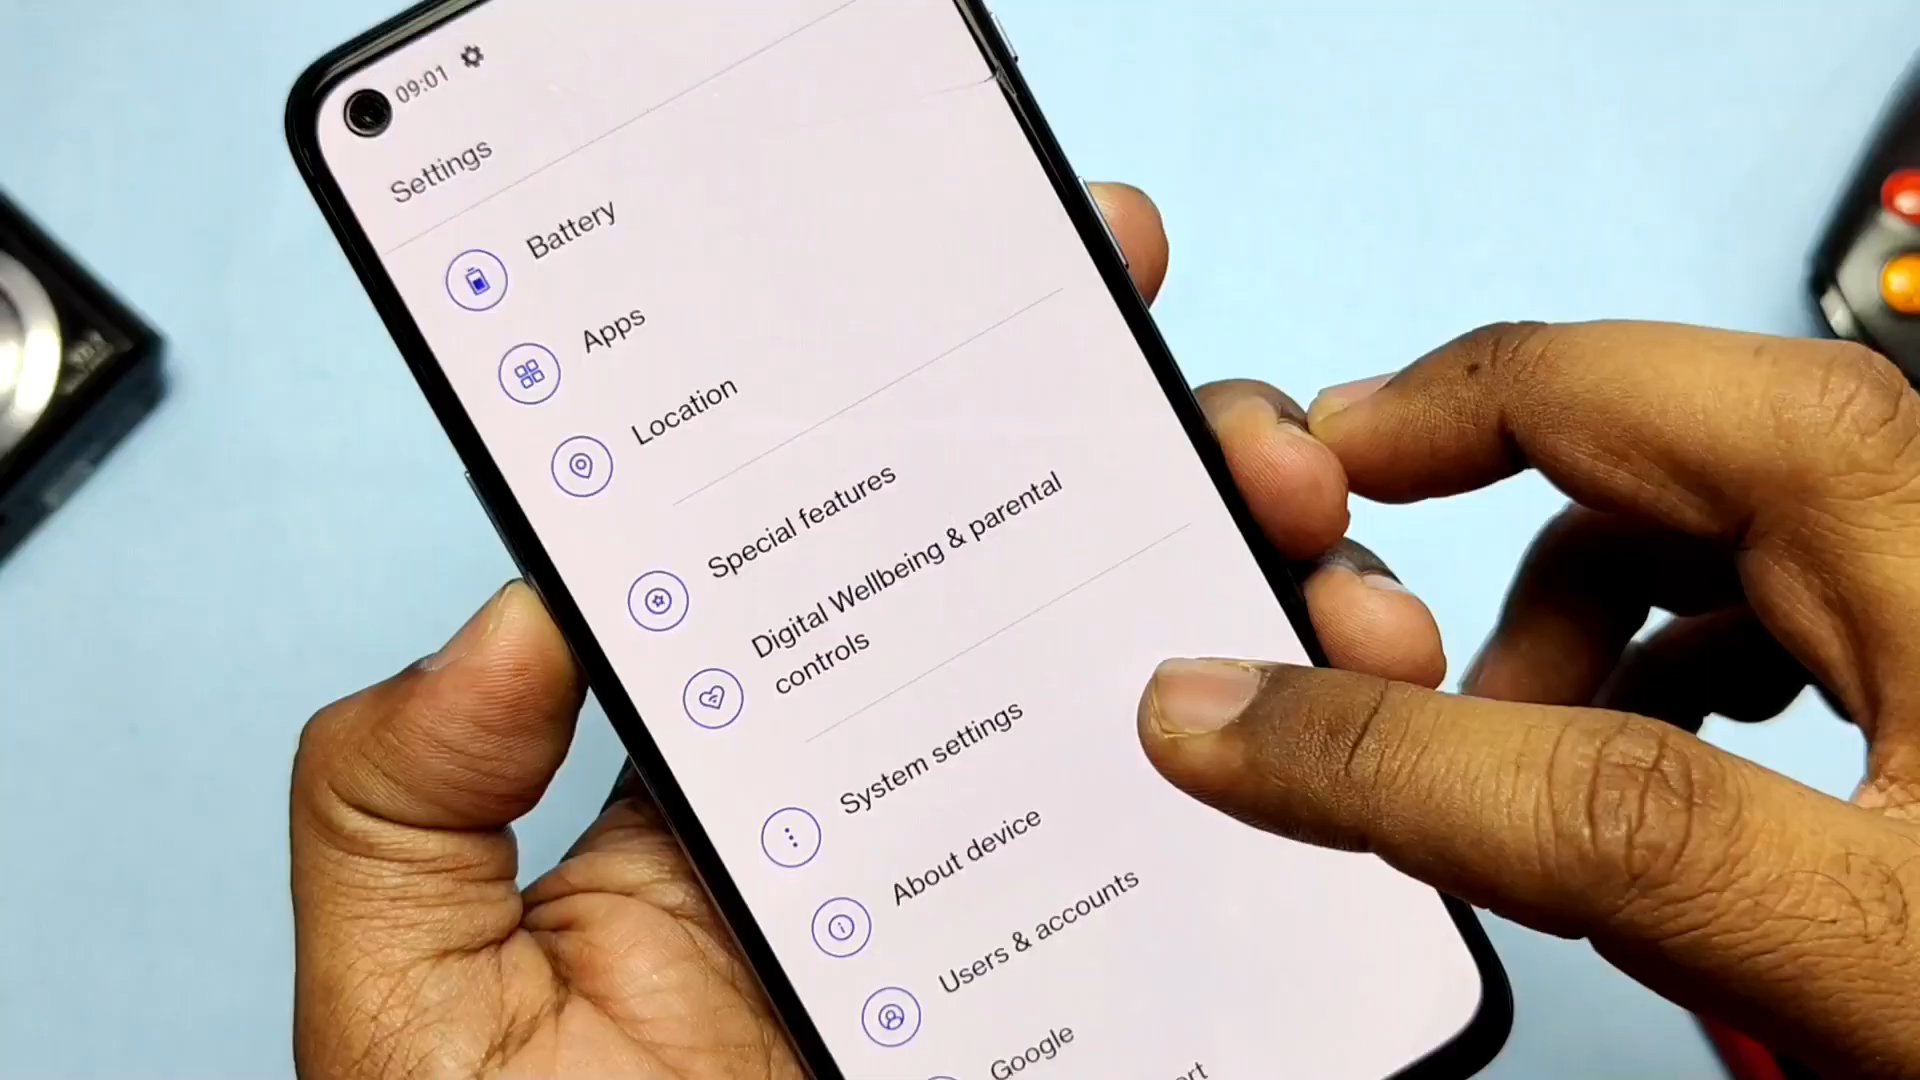 09:01
Settings
Battery
Apps
Location
Special features
Digital Wellbeing & parental
controls
System settings
About device
Users & accounts
Google